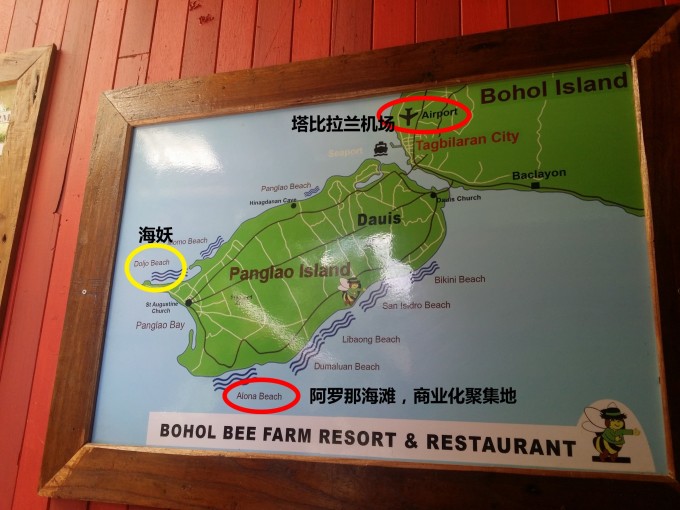 Bohol Island
Airport
塔比拉兰机场
Tagbilaran City
Seaport
Baclayon
Panglao Beach
Hinagdanan Cave
Dauis Church
Dauis
海妖
Momo Beach
Doljo Beach
Panglao Island
Bikini Beach
St Augustine
Church
San Isidro Beach
Panglao Bay
Libaong Beach
Dumaluan Beach
Alona Beach
阿罗那海滩，商业化聚集地
BOHOL BEE FARM RESORT & RESTAURANT